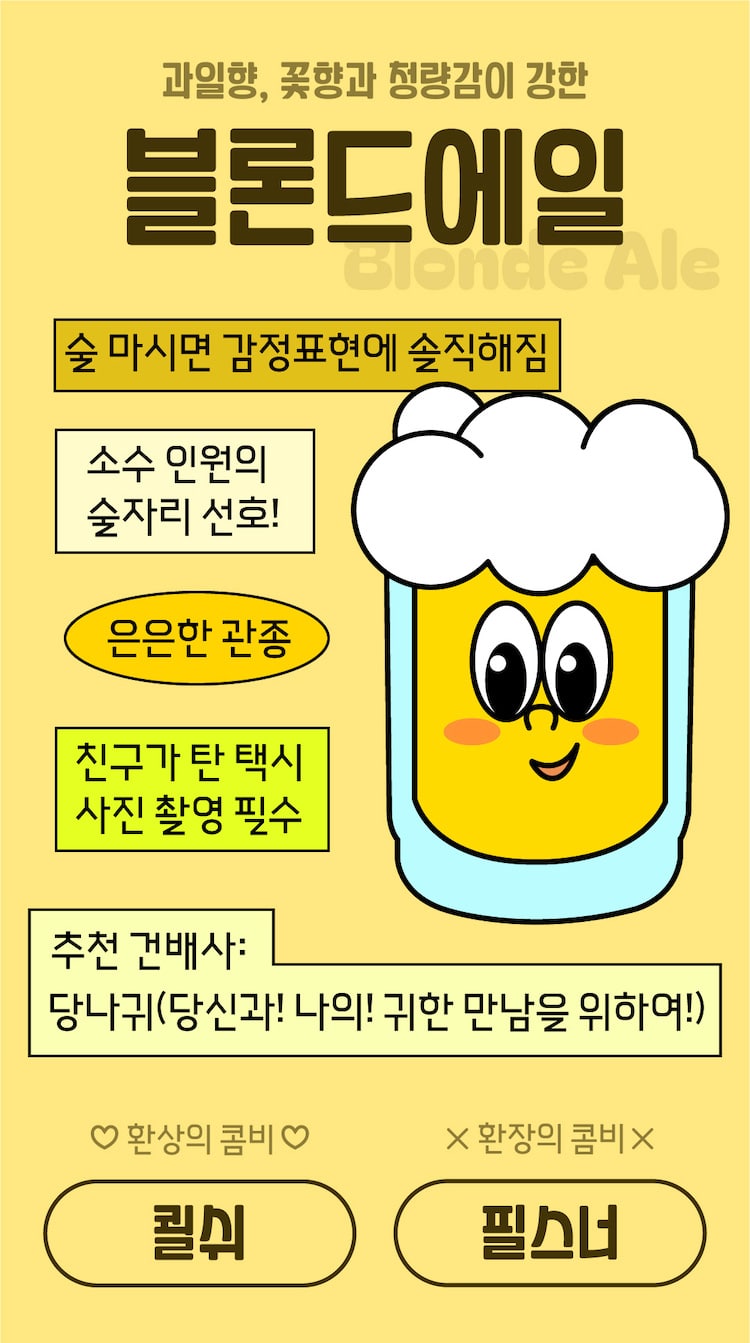 과일향, 꽃향과 청량감이 강한
블론드에일
Blonde Ale
술 마시면 감정표현에 솔직해짐
소수 인원의
술자리 선호!
은은한 관종
친구가 탄 택시
사진 촬영 필수
추천 건배사:
당나귀(당신과! 나의! 귀한 만남을 위하여!)
♡ 환상의 콤비 ♡
× 환장의 콤비 ×
쾰쉬
필스너